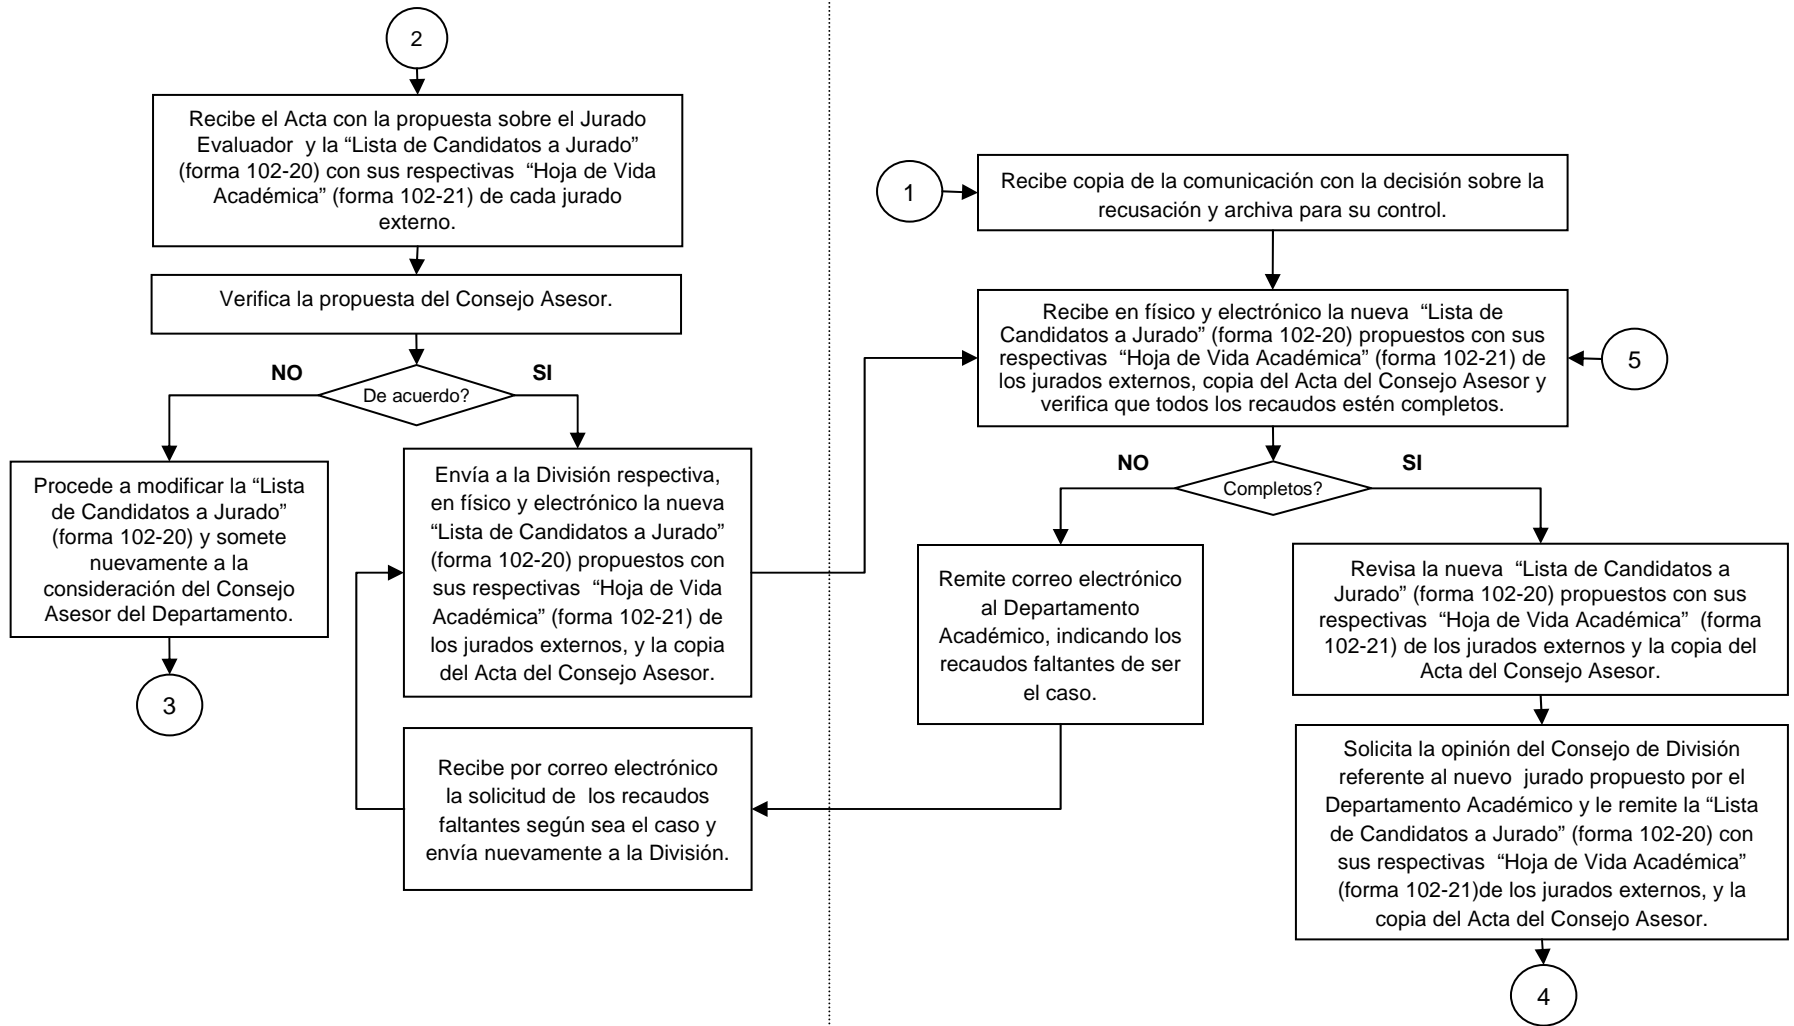 2
Recibe el Acta con la propuesta sobre el Jurado
Evaluador y la “Lista de Candidatos a Jurado”
(forma 102-20) con sus respectivas “Hoja de Vida
Académica” (forma 102-21) de cada jurado
externo.
Verifica la propuesta del Consejo Asesor.
NO
SI
De acuerdo?
Procede a modificar la “Lista
de Candidatos a Jurado”
(forma 102-20) y somete
nuevamente a la
consideración del Consejo
Asesor del Departamento.
3
Envía a la División respectiva,
en físico y electrónico la nueva
“Lista de Candidatos a Jurado”
(forma 102-20) propuestos con
sus respectivas “Hoja de Vida
Académica” (forma 102-21) de
los jurados externos, y la copia
del Acta del Consejo Asesor.
Recibe por correo electrónico
la solicitud de los recaudos
faltantes según sea el caso y
envía nuevamente a la División.
1
Recibe copia de la comunicación con la decisión sobre la
recusación y archiva para su control.
Recibe en físico y electrónico la nueva “Lista de
Candidatos a Jurado” (forma 102-20) propuestos con sus
respectivas “Hoja de Vida Académica” (forma 102-21) de
los jurados externos, copia del Acta del Consejo Asesor y
verifica que todos los recaudos estén completos.
5
NO
SI
Completos?
Remite correo electrónico
al Departamento
Académico, indicando los
recaudos faltantes de ser
el caso.
Revisa la nueva “Lista de Candidatos a
Jurado” (forma 102-20) propuestos con sus
respectivas “Hoja de Vida Académica” (forma
102-21) de los jurados externos y la copia del
Acta del Consejo Asesor.
Solicita la opinión del Consejo de División
referente al nuevo jurado propuesto por el
Departamento Académico y le remite la “Lista
de Candidatos a Jurado” (forma 102-20) con
sus respectivas “Hoja de Vida Académica”
(forma 102-21)de los jurados externos, y la
copia del Acta del Consejo Asesor.
4